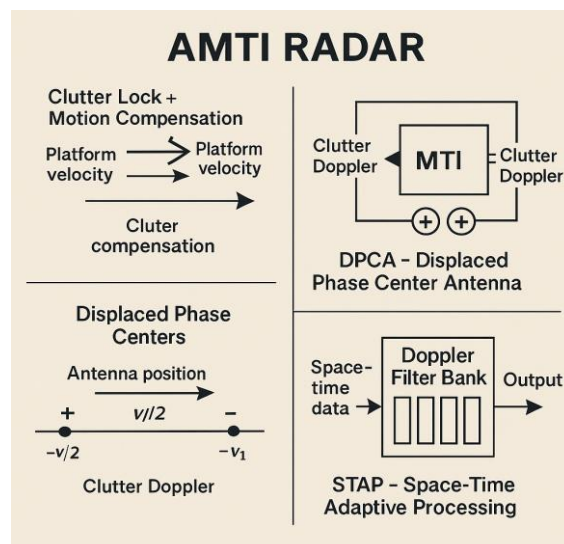 AMTI RADAR
Clutter Lock +
Motion Compensation
Platform
velocity
Platform
velocity
Cluter
compensation
Clutter
Doppler
MTI
Clutter
Doppler
+ +
DPCA – Displaced
Phase Center Antenna
Displaced Phase
Centers
Antenna position
+ v//2 –
–v/2 –v₁
Clutter Doppler
Space-
time
data
Doppler
Filter Bank
Output
STAP – Space-Time
Adaptive Processing